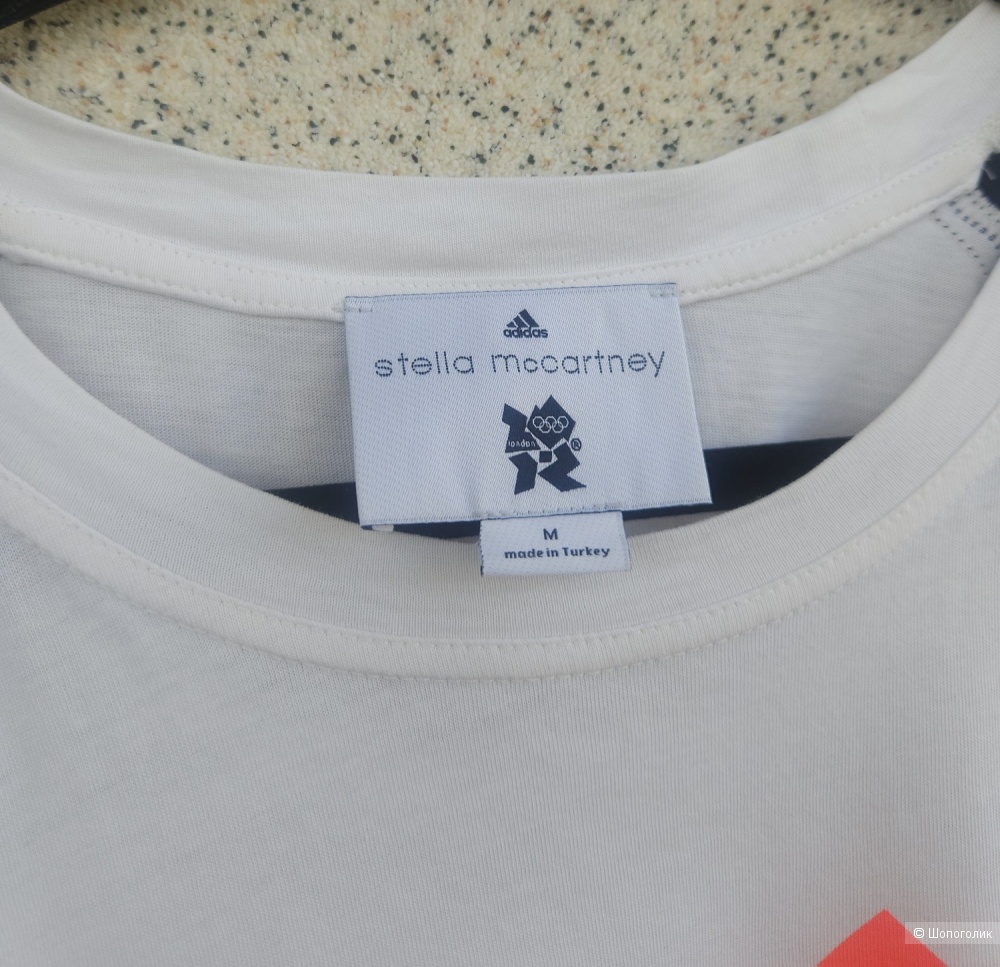 adidas
stella mccartney
london
®
M
made in Turkey
© Шопоголик